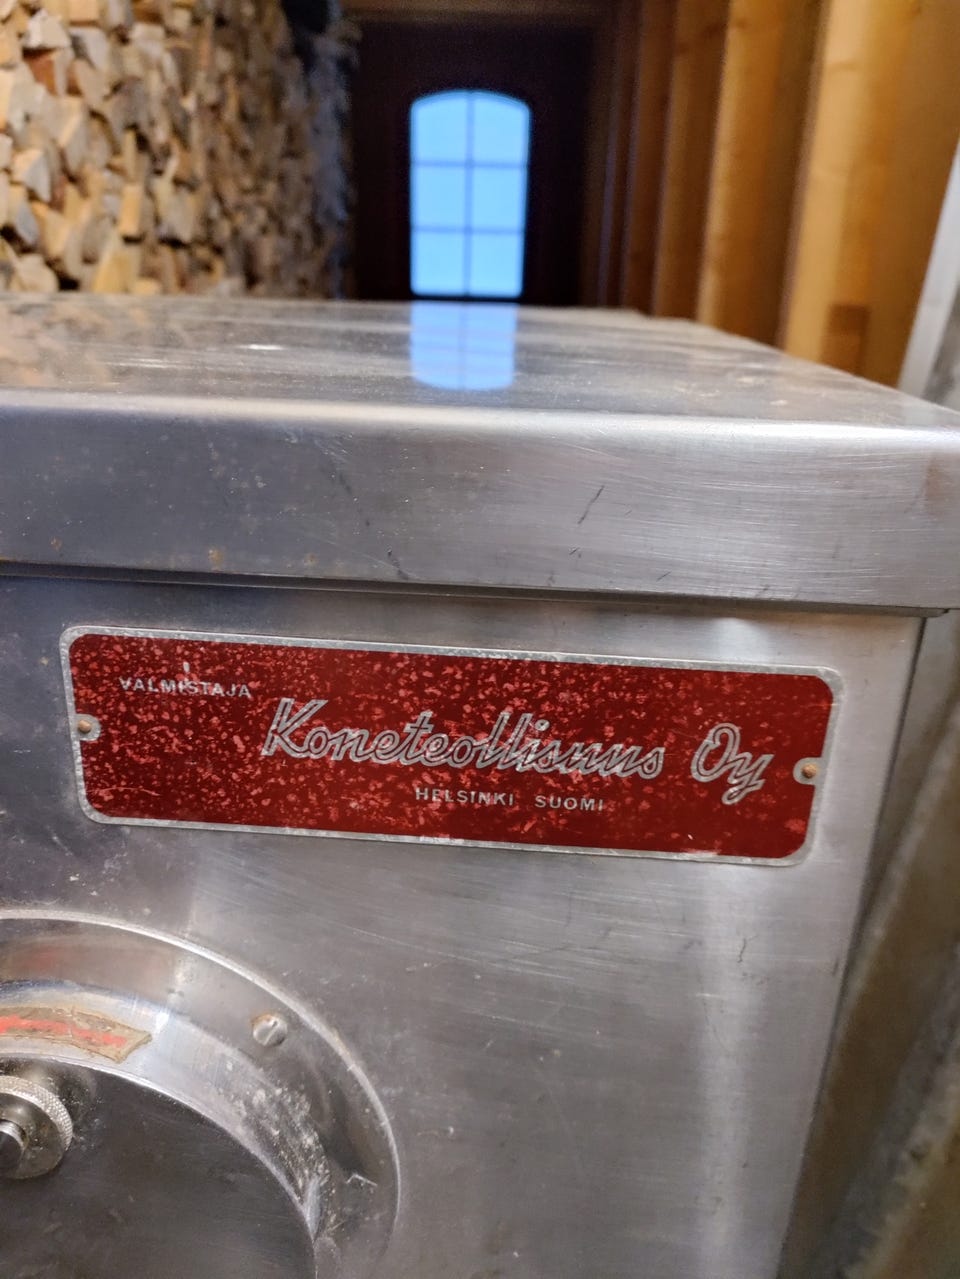 VALMISTAJA
Koneteollisuus Oy
HELSINKI SUOMI